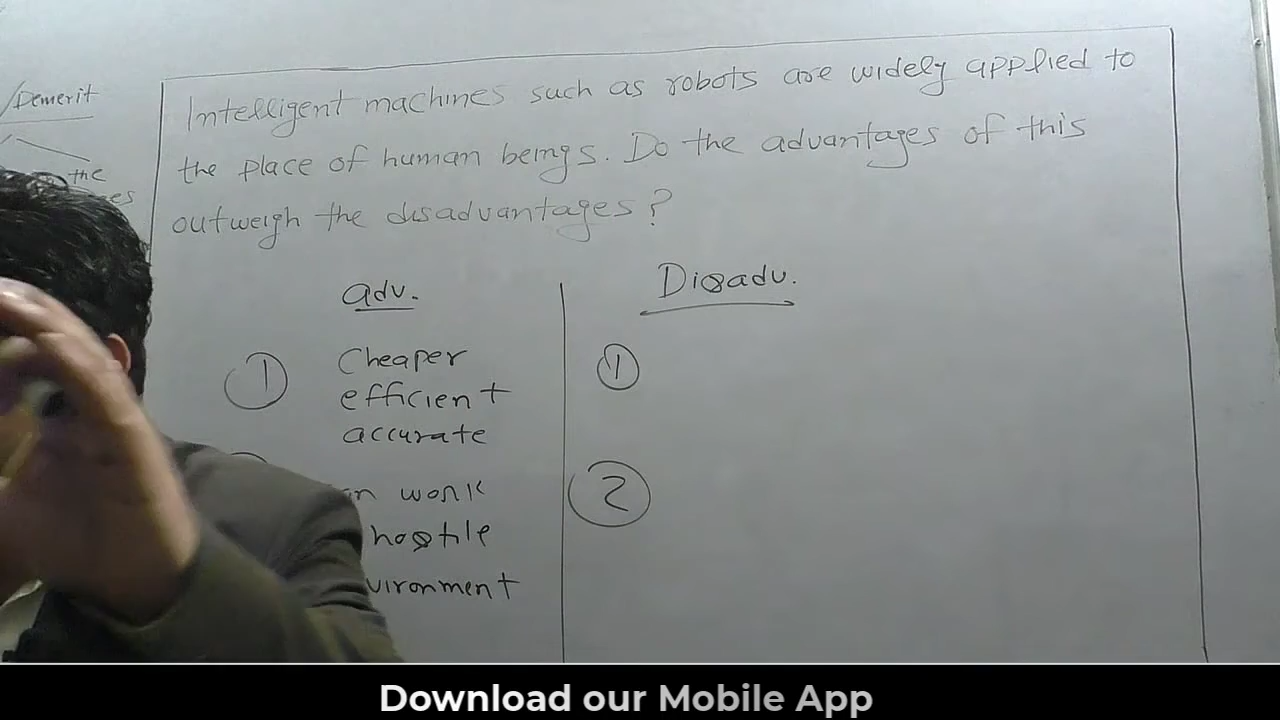 /Demerit
the
Intelligent machines such as robots are widely applied to
the place of human beings. Do the advantages of this
outweigh the disadvantages?
adv.
① Cheaper
efficient
accurate
work
hostile
vironment
Disadv.
①
②
Download our Mobile App